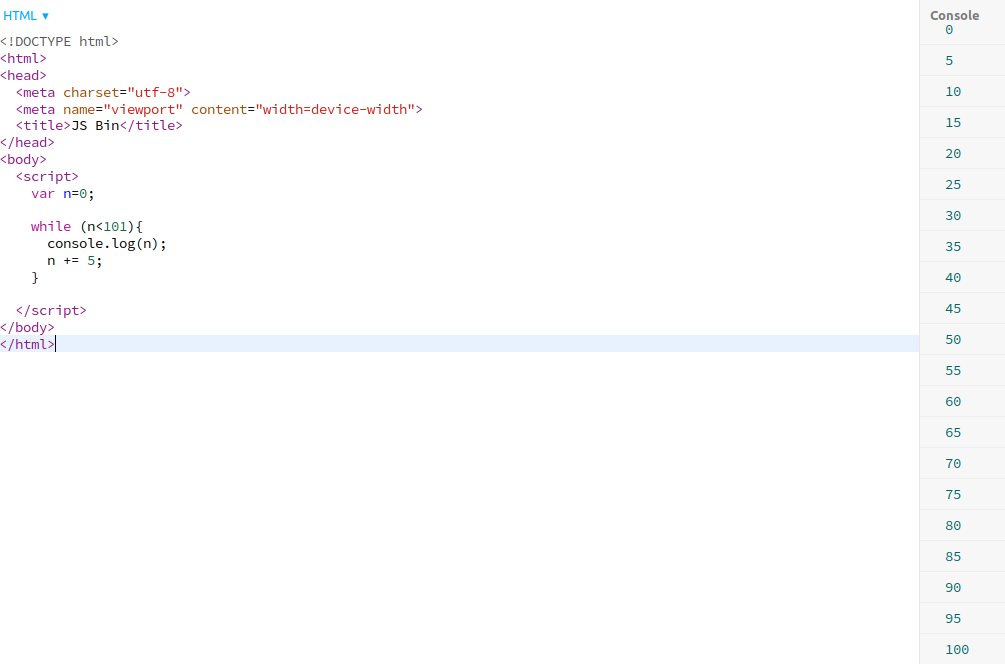 HTML ▾
<!DOCTYPE html>
<html>
<head>
  <meta charset="utf-8">
  <meta name="viewport" content="width=device-width">
  <title>JS Bin</title>
</head>
<body>
  <script>
    var n=0;

    while (n<101){
      console.log(n);
      n += 5;
    }

  </script>
</body>
</html>
Console
0
5
10
15
20
25
30
35
40
45
50
55
60
65
70
75
80
85
90
95
100